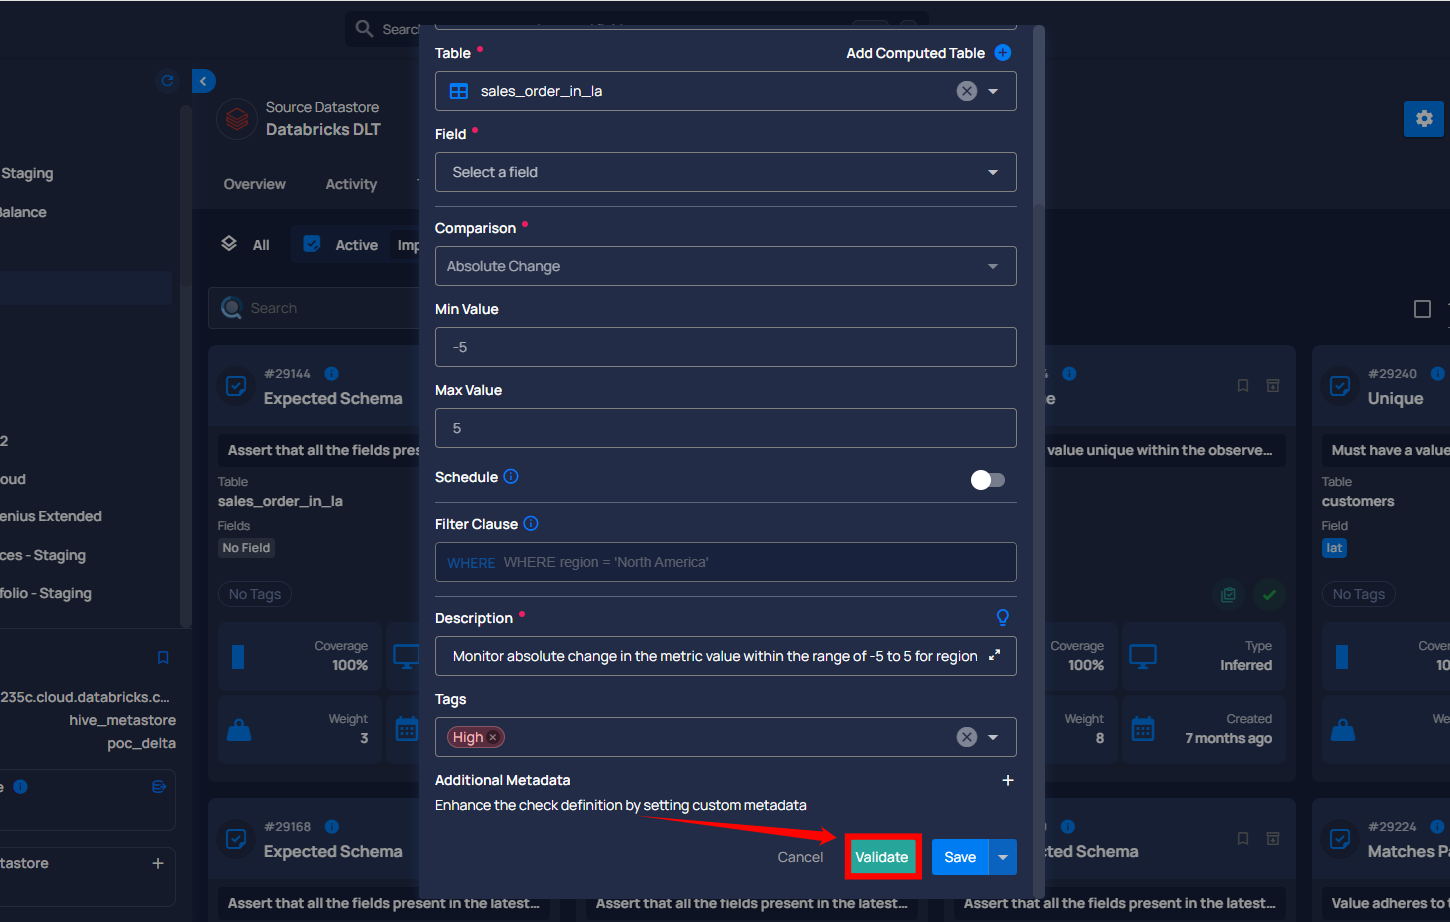 Search
Source Datastore
Databricks DLT
Staging
Balance
Overview
Activity
All
Active
Search
Table *
Add Computed Table
sales_order_in_la
Field *
Select a field
Comparison *
Absolute Change
Min Value
-5
Max Value
5
Schedule
Filter Clause
WHERE WHERE region = 'North America'
Description *
Monitor absolute change in the metric value within the range of -5 to 5 for region
Tags
High
Additional Metadata
Enhance the check definition by setting custom metadata
Cancel
Validate
Save
#29144
Expected Schema
Assert that all the fields pres
Table
sales_order_in_la
Fields
No Field
No Tags
Coverage
100%
Weight
3
value unique within the observe...
Coverage
100%
Type
Inferred
Weight
8
Created
7 months ago
#29240
Unique
Must have a value
Table
customers
Field
lat
No Tags
#29168
Expected Schema
Assert that all the fields present in the latest...
Assert that all the fields present in the latest...
cted Schema
Assert that all the fields present in the latest...
#29224
Matches Pa
Value adheres to
2
oud
enius Extended
ces - Staging
folio - Staging
235c.cloud.databricks.c...
hive_metastore
poc_delta
e
tastore